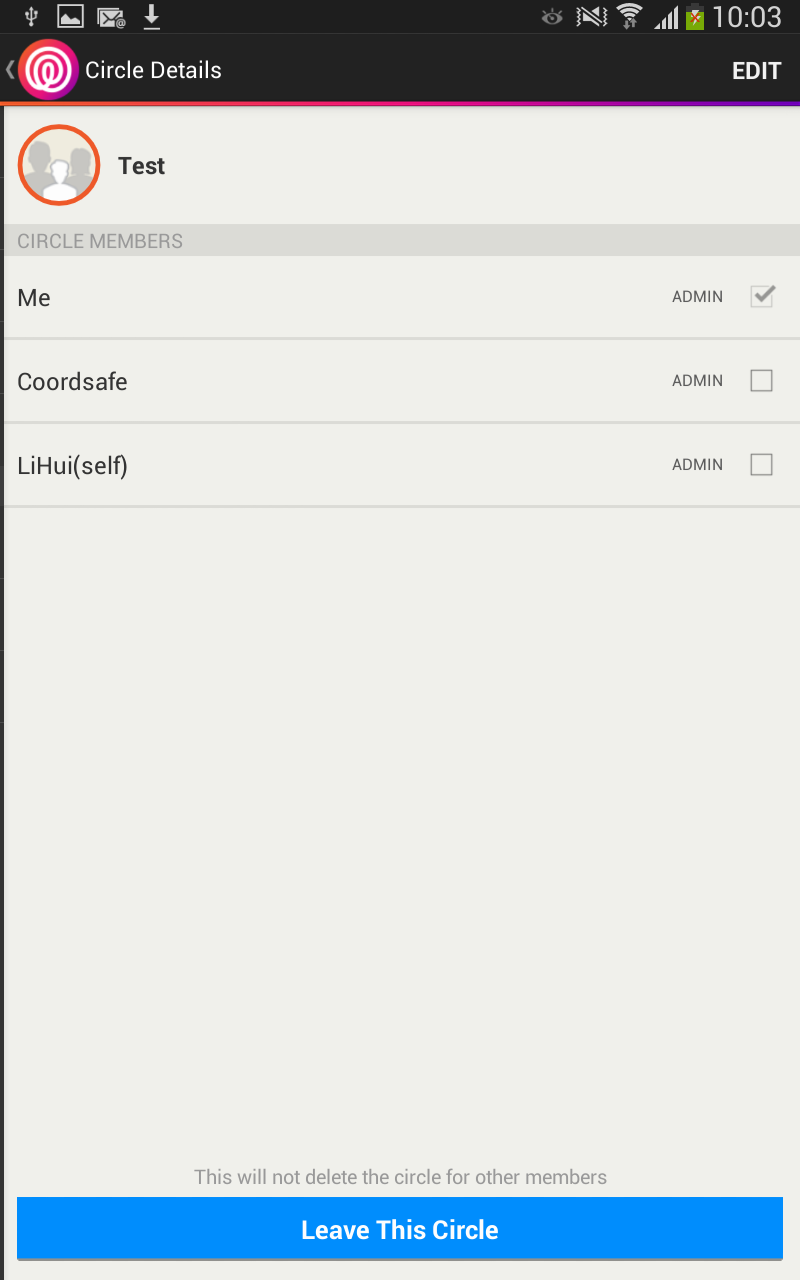 10:03
Circle Details
EDIT
Test
CIRCLE MEMBERS
Me ADMIN
Coordsafe ADMIN
LiHui(self) ADMIN
This will not delete the circle for other members
Leave This Circle